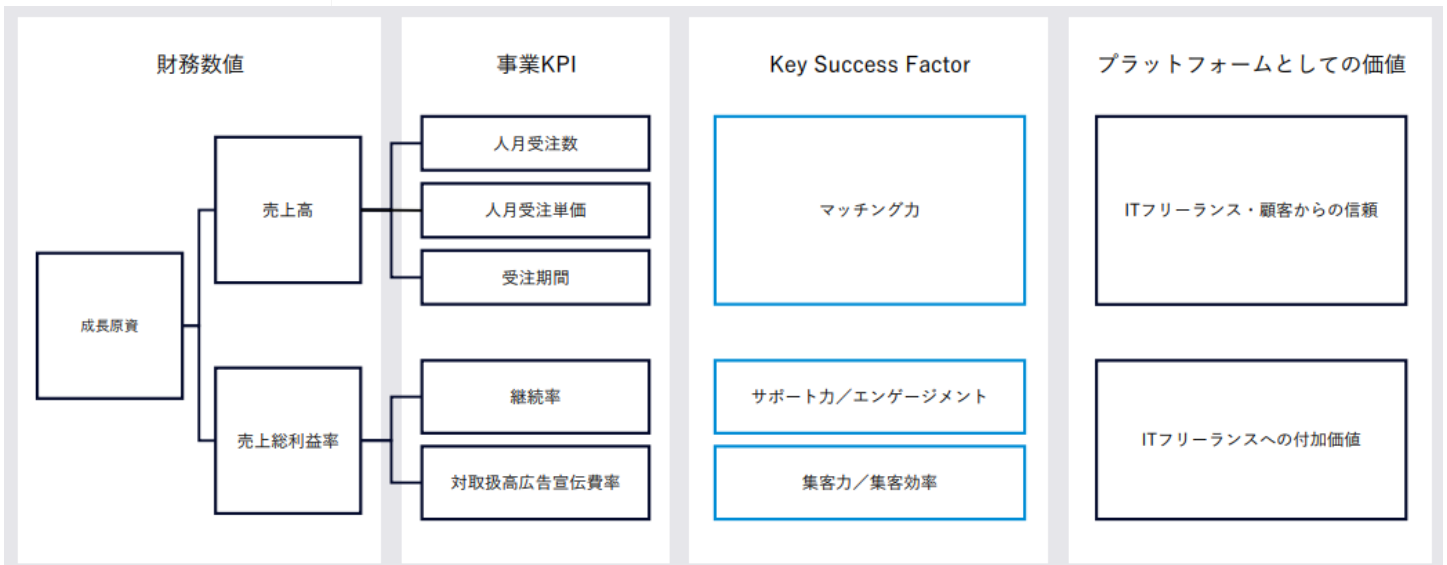 財務数値
事業KPI
Key Success Factor
プラットフォームとしての価値
成長原資
売上高
売上総利益率
人月受注数
人月受注単価
受注期間
継続率
対取扱高広告宣伝費率
マッチング力
サポート力／エンゲージメント
集客力／集客効率
ITフリーランス・顧客からの信頼
ITフリーランスへの付加価値